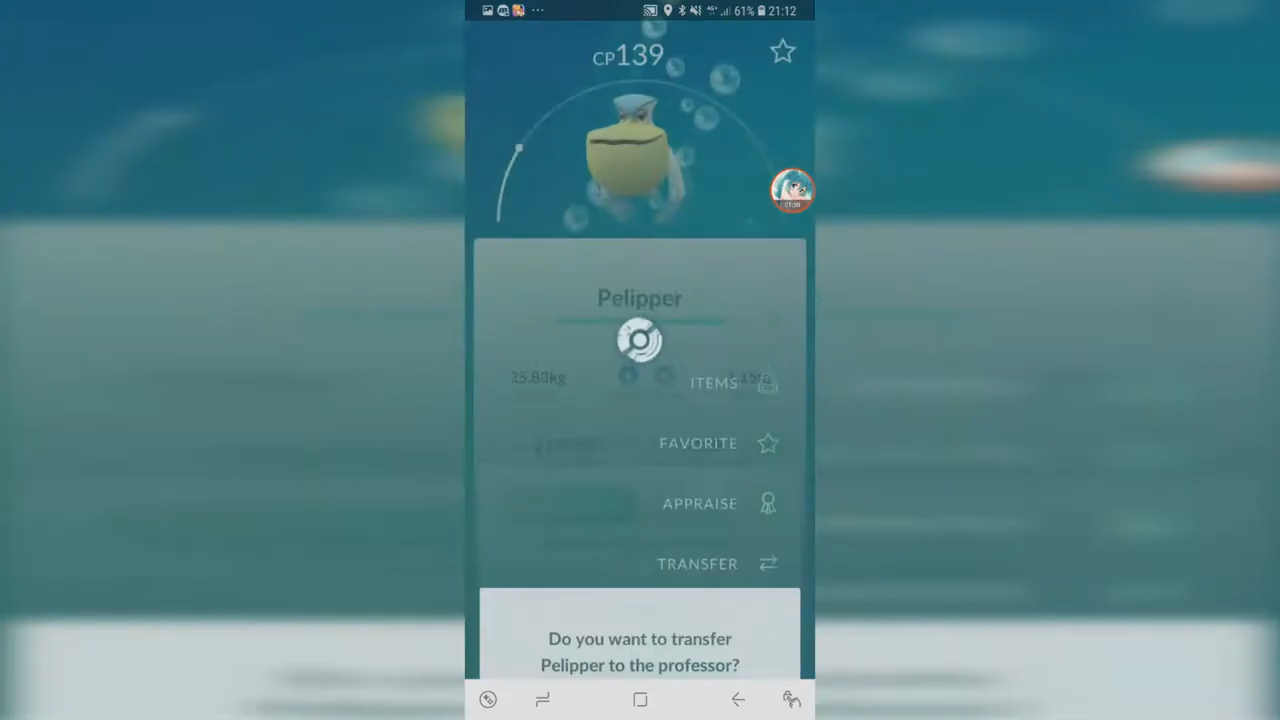 61% 21:12
CP139
Pelipper
ITEMS
FAVORITE
APPRAISE
TRANSFER
Do you want to transfer
Pelipper to the professor?